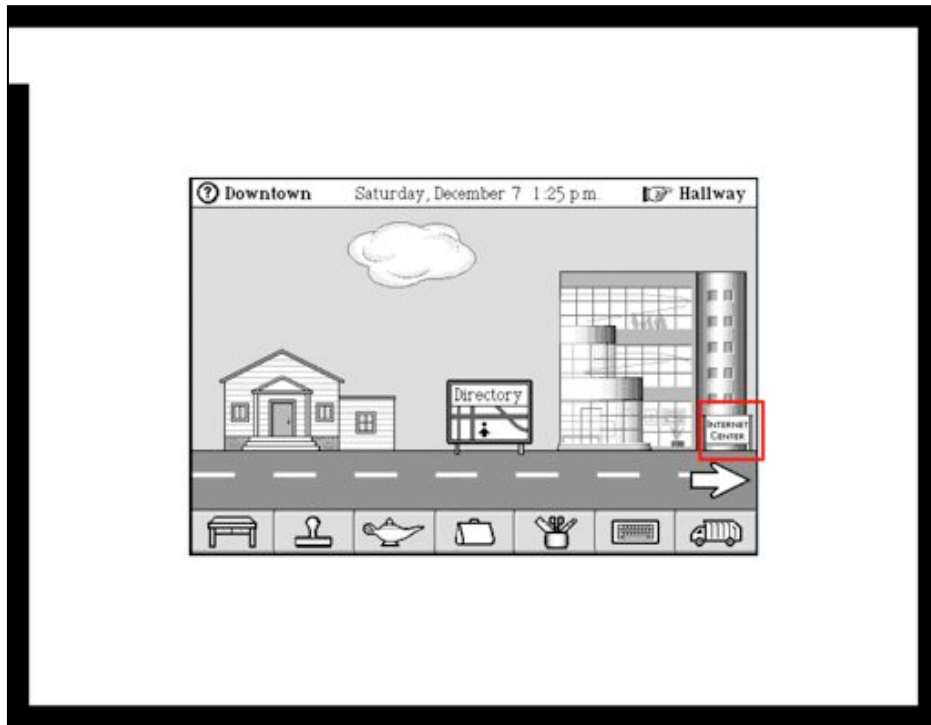 ? Downtown Saturday, December 7 1:25 p.m. Hallway
Directory
INTERNET
CENTER